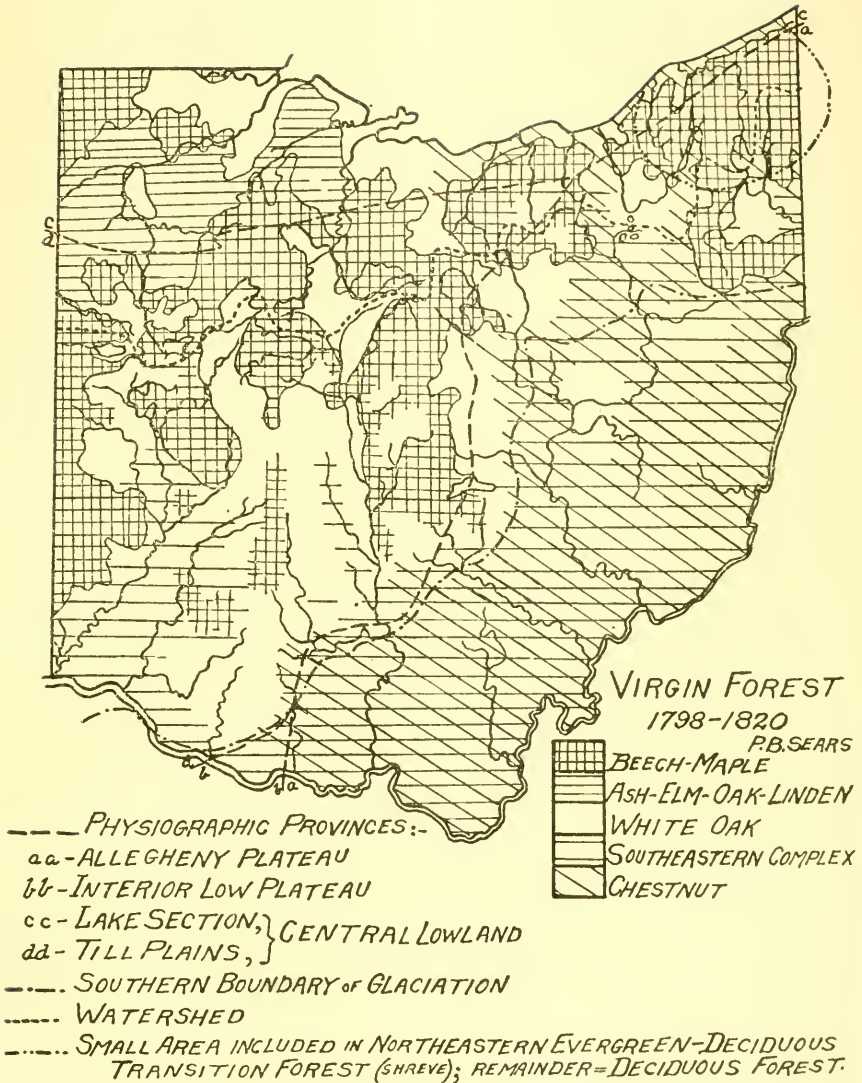 c
a
c
d
d
b
b a
VIRGIN FOREST
1798-1820
P.B. SEARS
BEECH-MAPLE
ASH-ELM-OAK-LINDEN
WHITE OAK
SOUTHEASTERN COMPLEX
CHESTNUT
PHYSIOGRAPHIC PROVINCES:-
aa-ALLEGHENY PLATEAU
bb-INTERIOR LOW PLATEAU
cc-LAKE SECTION, } CENTRAL LOWLAND
dd-TILL PLAINS,
SOUTHERN BOUNDARY OF GLACIATION
WATERSHED
SMALL AREA INCLUDED IN NORTHEASTERN EVERGREEN-DECIDUOUS
TRANSITION FOREST (SHREVE); REMAINDER=DECIDUOUS FOREST.